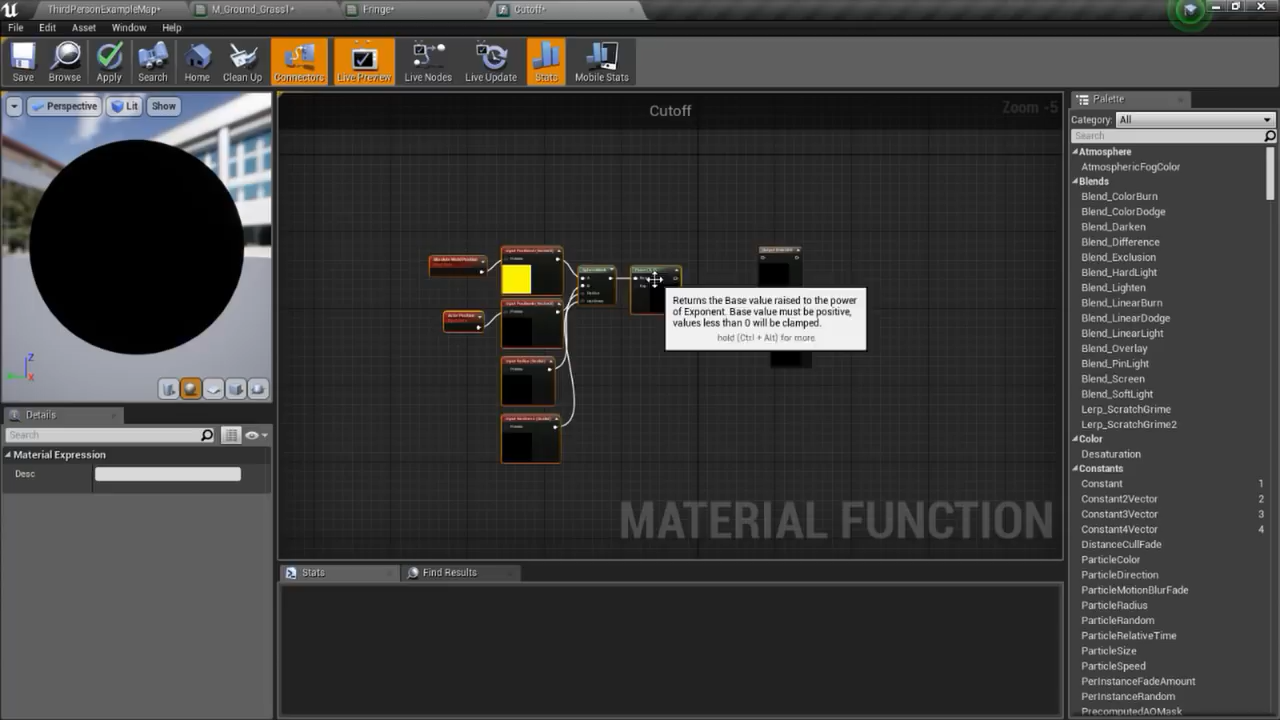 ThirdPersonExampleMap*
M_Ground_Grass1*
Fringe*
Cutoff*
File Edit Asset Window Help
Save
Browse
Apply
Search
Home
Clean Up
Connectors
Live Preview
Live Nodes
Live Update
Stats
Mobile Stats
Perspective
Lit
Show
Cutoff
Zoom -5
Z
X
Returns the Base value raised to the power
of Exponent. Base value must be positive,
values less than 0 will be clamped.
hold (Ctrl + Alt) for more
MATERIAL FUNCTION
Details
Search
Material Expression
Desc
Stats
Find Results
Palette
Category: All
Search
Atmosphere
AtmosphericFogColor
Blends
Blend_ColorBurn
Blend_ColorDodge
Blend_Darken
Blend_Difference
Blend_Exclusion
Blend_HardLight
Blend_Lighten
Blend_LinearBurn
Blend_LinearDodge
Blend_LinearLight
Blend_Overlay
Blend_PinLight
Blend_Screen
Blend_SoftLight
Lerp_ScratchGrime
Lerp_ScratchGrime2
Color
Desaturation
Constants
Constant 1
Constant2Vector 2
Constant3Vector 3
Constant4Vector 4
DistanceCullFade
ParticleColor
ParticleDirection
ParticleMotionBlurFade
ParticleRadius
ParticleRandom
ParticleRelativeTime
ParticleSize
ParticleSpeed
PerInstanceFadeAmount
PerInstanceRandom
PrecomputedAOMask